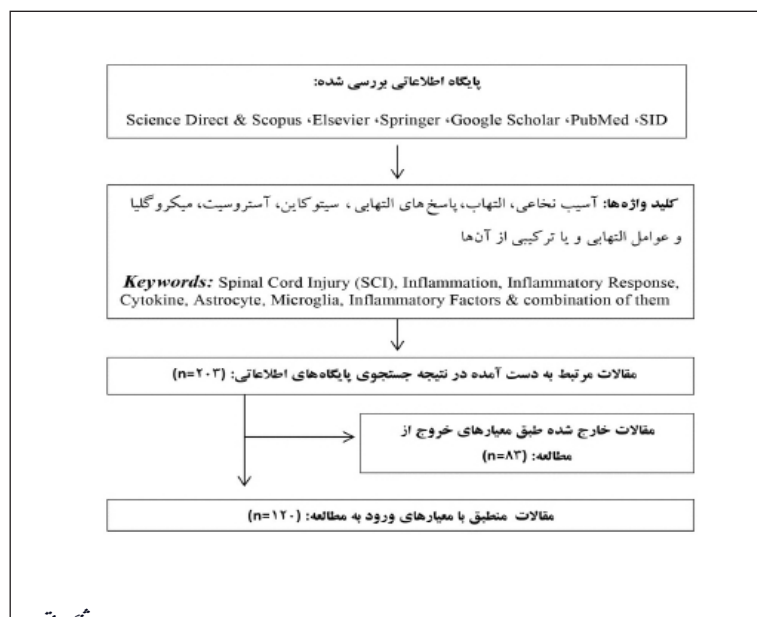 پایگاه اطلاعاتی بررسی شده:
Science Direct & Scopus ،Elsevier ،Springer ،Google Scholar ،PubMed ،SID
کلید واژه‌ها: آسیب نخاعی، التهاب، پاسخ‌های التهابی ، سیتوکاین، آستروسیت، میکروگلیا
و عوامل التهابی و یا ترکیبی از آن‌ها
Keywords: Spinal Cord Injury (SCI), Inflammation, Inflammatory Response,
Cytokine, Astrocyte, Microglia, Inflammatory Factors & combination of them
مقالات مرتبط به دست آمده در نتیجه جستجوی پایگاه‌های اطلاعاتی: (n=۲۰۳)
مقالات خارج شده طبق معیارهای خروج از
مطالعه: (n=۸۳)
مقالات منطبق با معیارهای ورود به مطالعه: (n=۱۲۰)